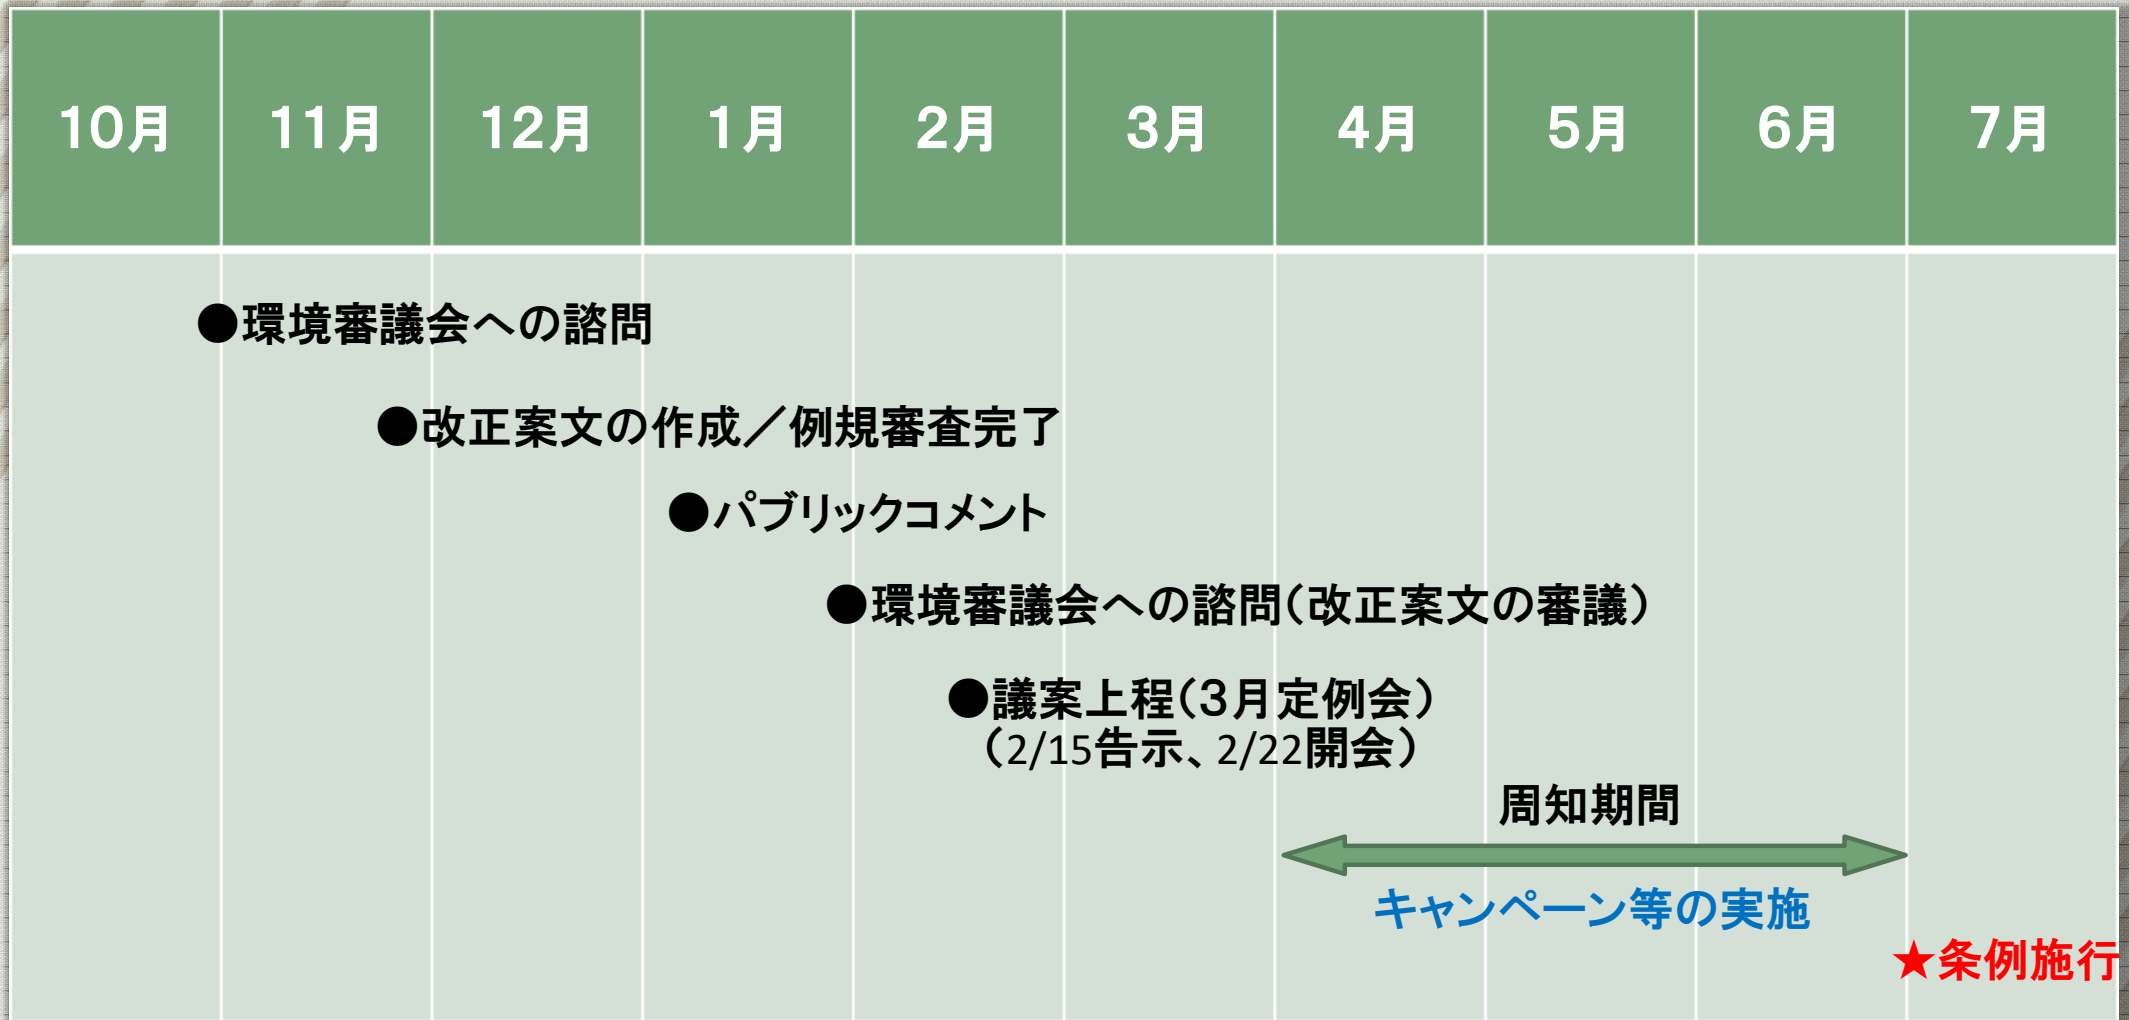 10月 11月 12月 1月 2月 3月 4月 5月 6月 7月
●環境審議会への諮問
●改正案文の作成／例規審査完了
●パブリックコメント
●環境審議会への諮問（改正案文の審議）
●議案上程（３月定例会）
（2/15告示、2/22開会）
周知期間
キャンペーン等の実施
★条例施行